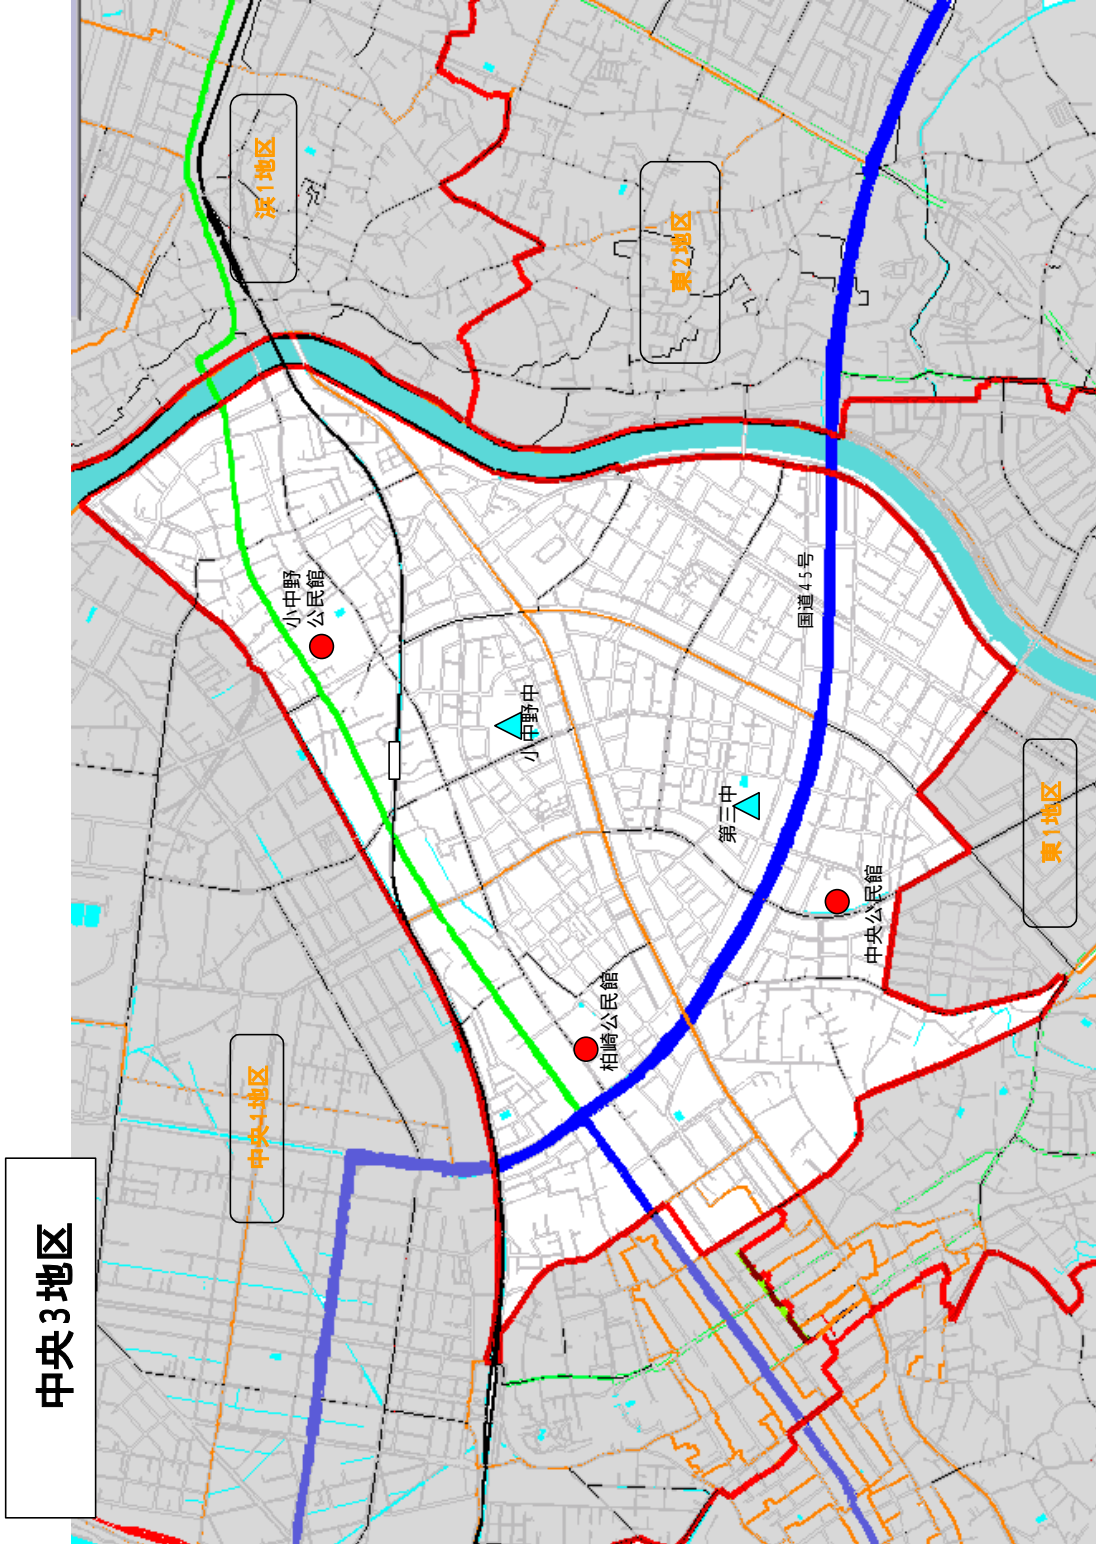 中央3地区
浜1地区
東2地区
小中野
公民館
国道45号
小中野中
第三中
東1地区
中央公民館
柏崎公民館
中央1地区